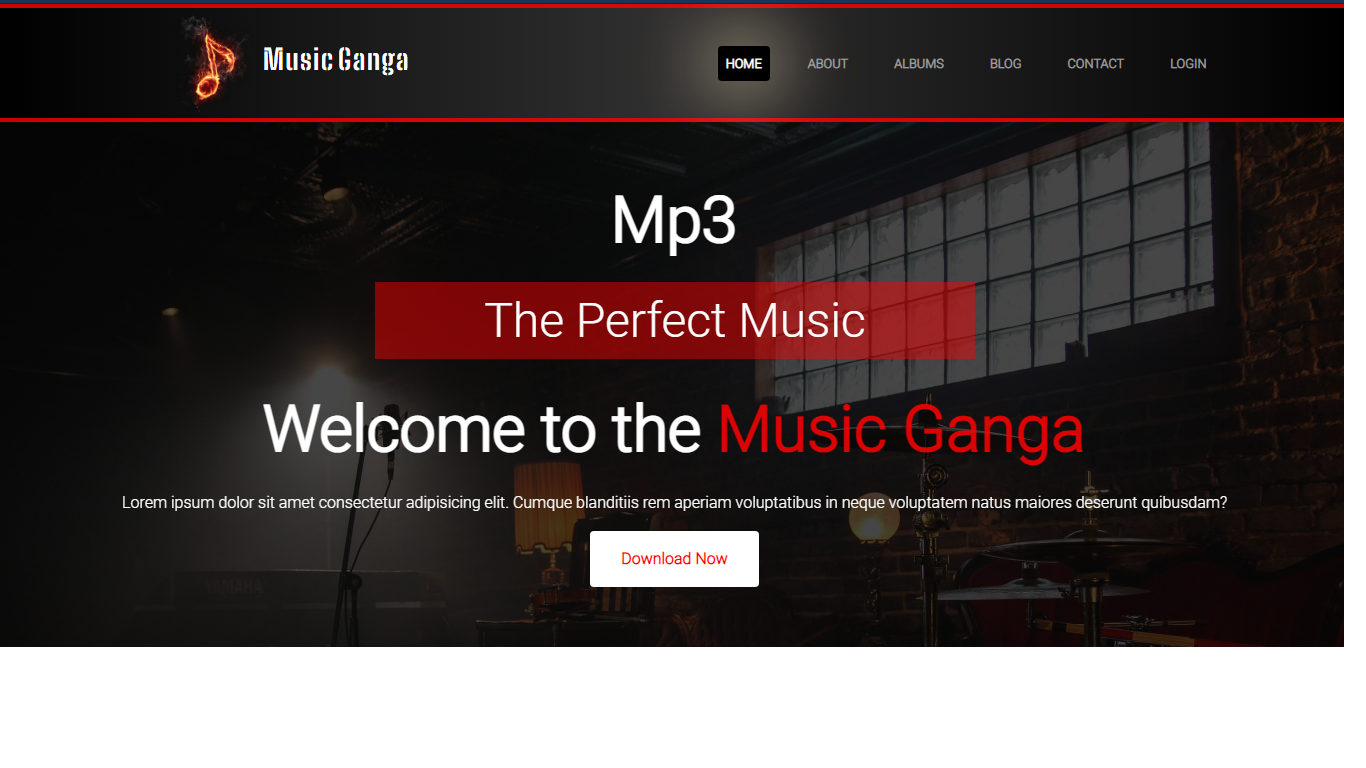 Music Ganga
HOME ABOUT ALBUMS BLOG CONTACT LOGIN
Mp3
The Perfect Music
Welcome to the Music Ganga
Lorem ipsum dolor sit amet consectetur adipisicing elit. Cumque blanditiis rem aperiam voluptatibus in neque voluptatem natus maiores deserunt quibusdam?
Download Now
YAMAHA